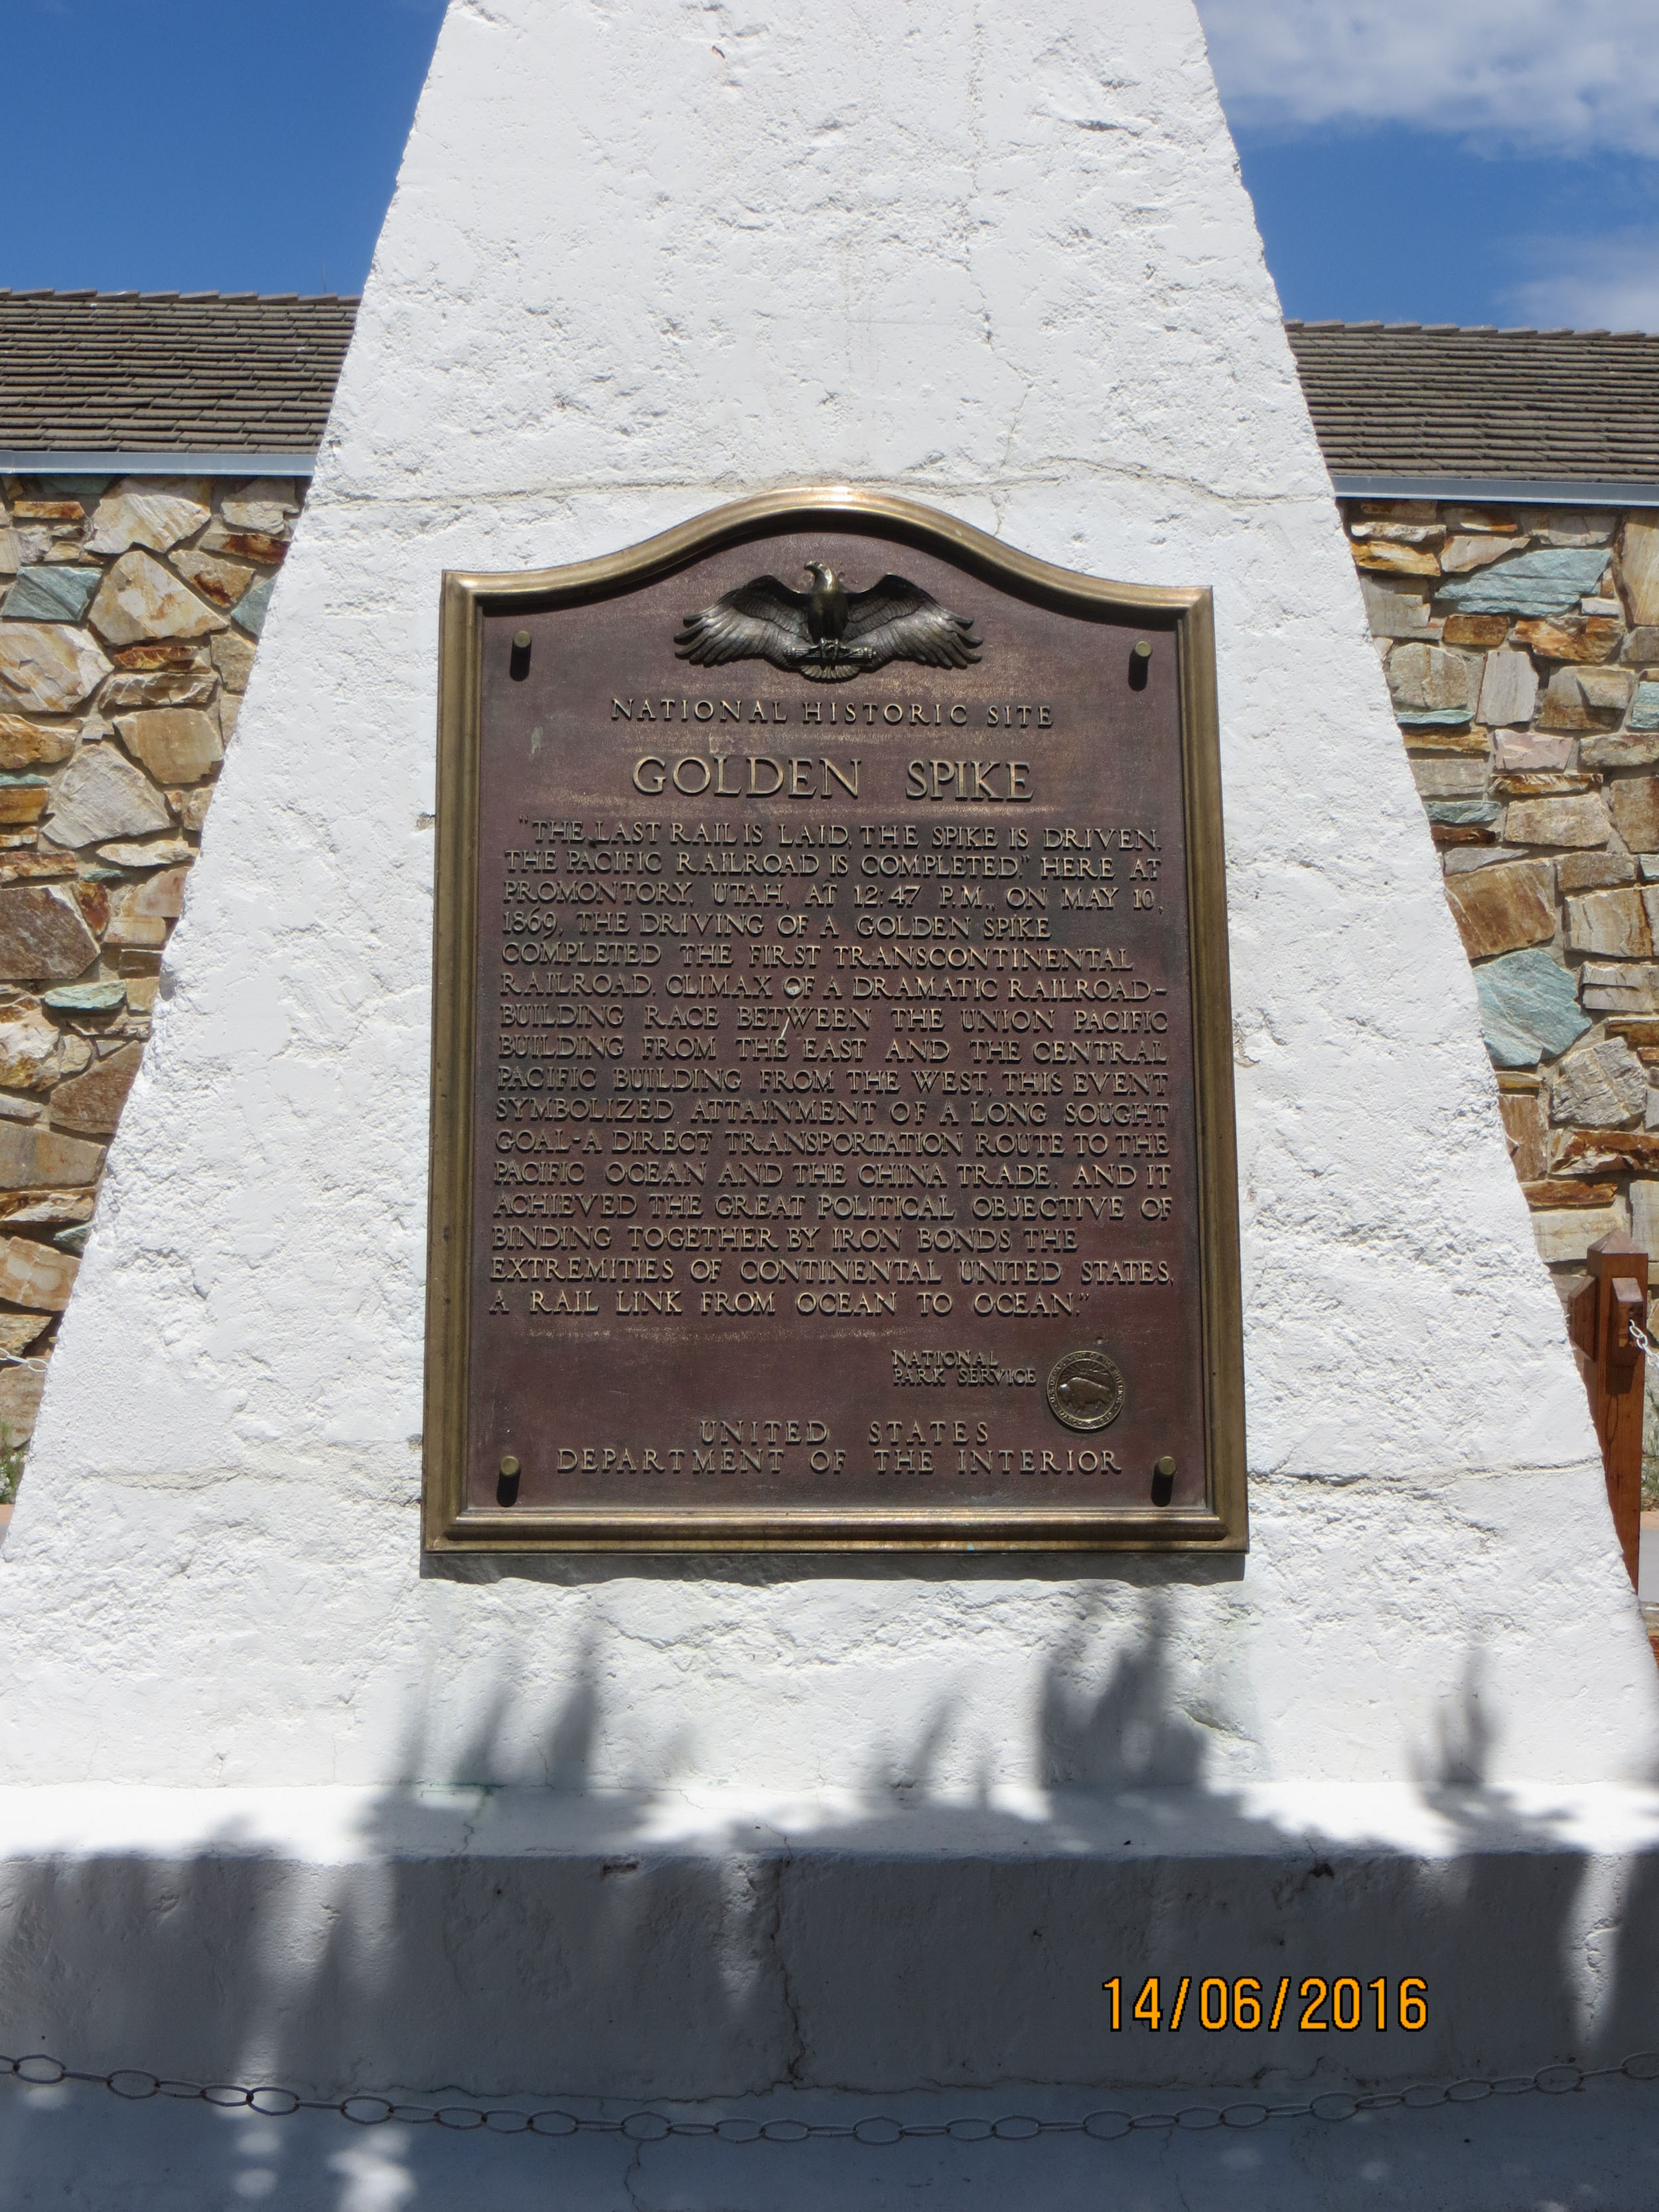 NATIONAL HISTORIC SITE
GOLDEN SPIKE
"THE LAST RAIL IS LAID, THE SPIKE IS DRIVEN,
THE PACIFIC RAILROAD IS COMPLETED." HERE AT
PROMONTORY, UTAH, AT 12:47 P.M., ON MAY 10,
1869, THE DRIVING OF A GOLDEN SPIKE
COMPLETED THE FIRST TRANSCONTINENTAL
RAILROAD. CLIMAX OF A DRAMATIC RAILROAD-
BUILDING RACE BETWEEN THE UNION PACIFIC
BUILDING FROM THE EAST AND THE CENTRAL
PACIFIC BUILDING FROM THE WEST, THIS EVENT
SYMBOLIZED ATTAINMENT OF A LONG SOUGHT
GOAL-A DIRECT TRANSPORTATION ROUTE TO THE
PACIFIC OCEAN AND THE CHINA TRADE. AND IT
ACHIEVED THE GREAT POLITICAL OBJECTIVE OF
BINDING TOGETHER BY IRON BONDS THE
EXTREMITIES OF CONTINENTAL UNITED STATES,
A RAIL LINK FROM OCEAN TO OCEAN."
NATIONAL
PARK SERVICE
UNITED STATES
DEPARTMENT OF THE INTERIOR
14/06/2016